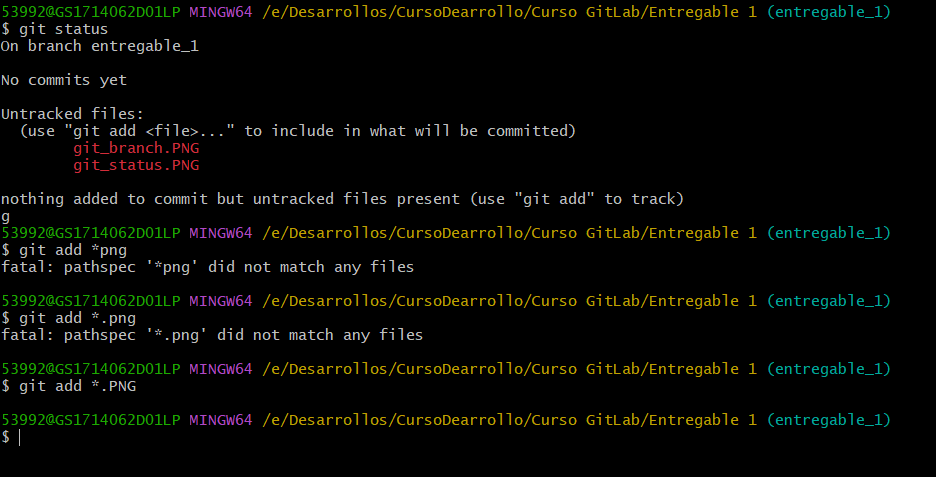 53992@GS1714062DO1LP MINGW64 /e/Desarrollos/CursoDearrollo/Curso GitLab/Entregable 1 (entregable_1)
$ git status
On branch entregable_1
No commits yet
Untracked files:
  (use "git add <file>..." to include in what will be committed)
        git_branch.PNG
        git_status.PNG
nothing added to commit but untracked files present (use "git add" to track)
g
53992@GS1714062DO1LP MINGW64 /e/Desarrollos/CursoDearrollo/Curso GitLab/Entregable 1 (entregable_1)
$ git add *png
fatal: pathspec '*png' did not match any files
53992@GS1714062DO1LP MINGW64 /e/Desarrollos/CursoDearrollo/Curso GitLab/Entregable 1 (entregable_1)
$ git add *.png
fatal: pathspec '*.png' did not match any files
53992@GS1714062DO1LP MINGW64 /e/Desarrollos/CursoDearrollo/Curso GitLab/Entregable 1 (entregable_1)
$ git add *.PNG
53992@GS1714062DO1LP MINGW64 /e/Desarrollos/CursoDearrollo/Curso GitLab/Entregable 1 (entregable_1)
$